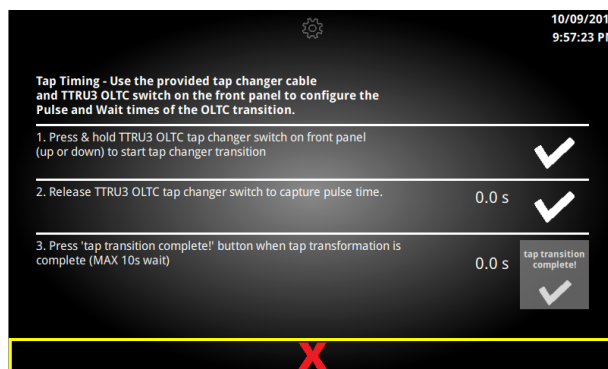 10/09/201
9:57:23 PM
Tap Timing - Use the provided tap changer cable
and TTRU3 OLTC switch on the front panel to configure the
Pulse and Wait times of the OLTC transition.
1. Press & hold TTRU3 OLTC tap changer switch on front panel
(up or down) to start tap changer transition
2. Release TTRU3 OLTC tap changer switch to capture pulse time.
0.0 s
3. Press 'tap transition complete!' button when tap transformation is
complete (MAX 10s wait)
0.0 s
tap transition
complete!
X